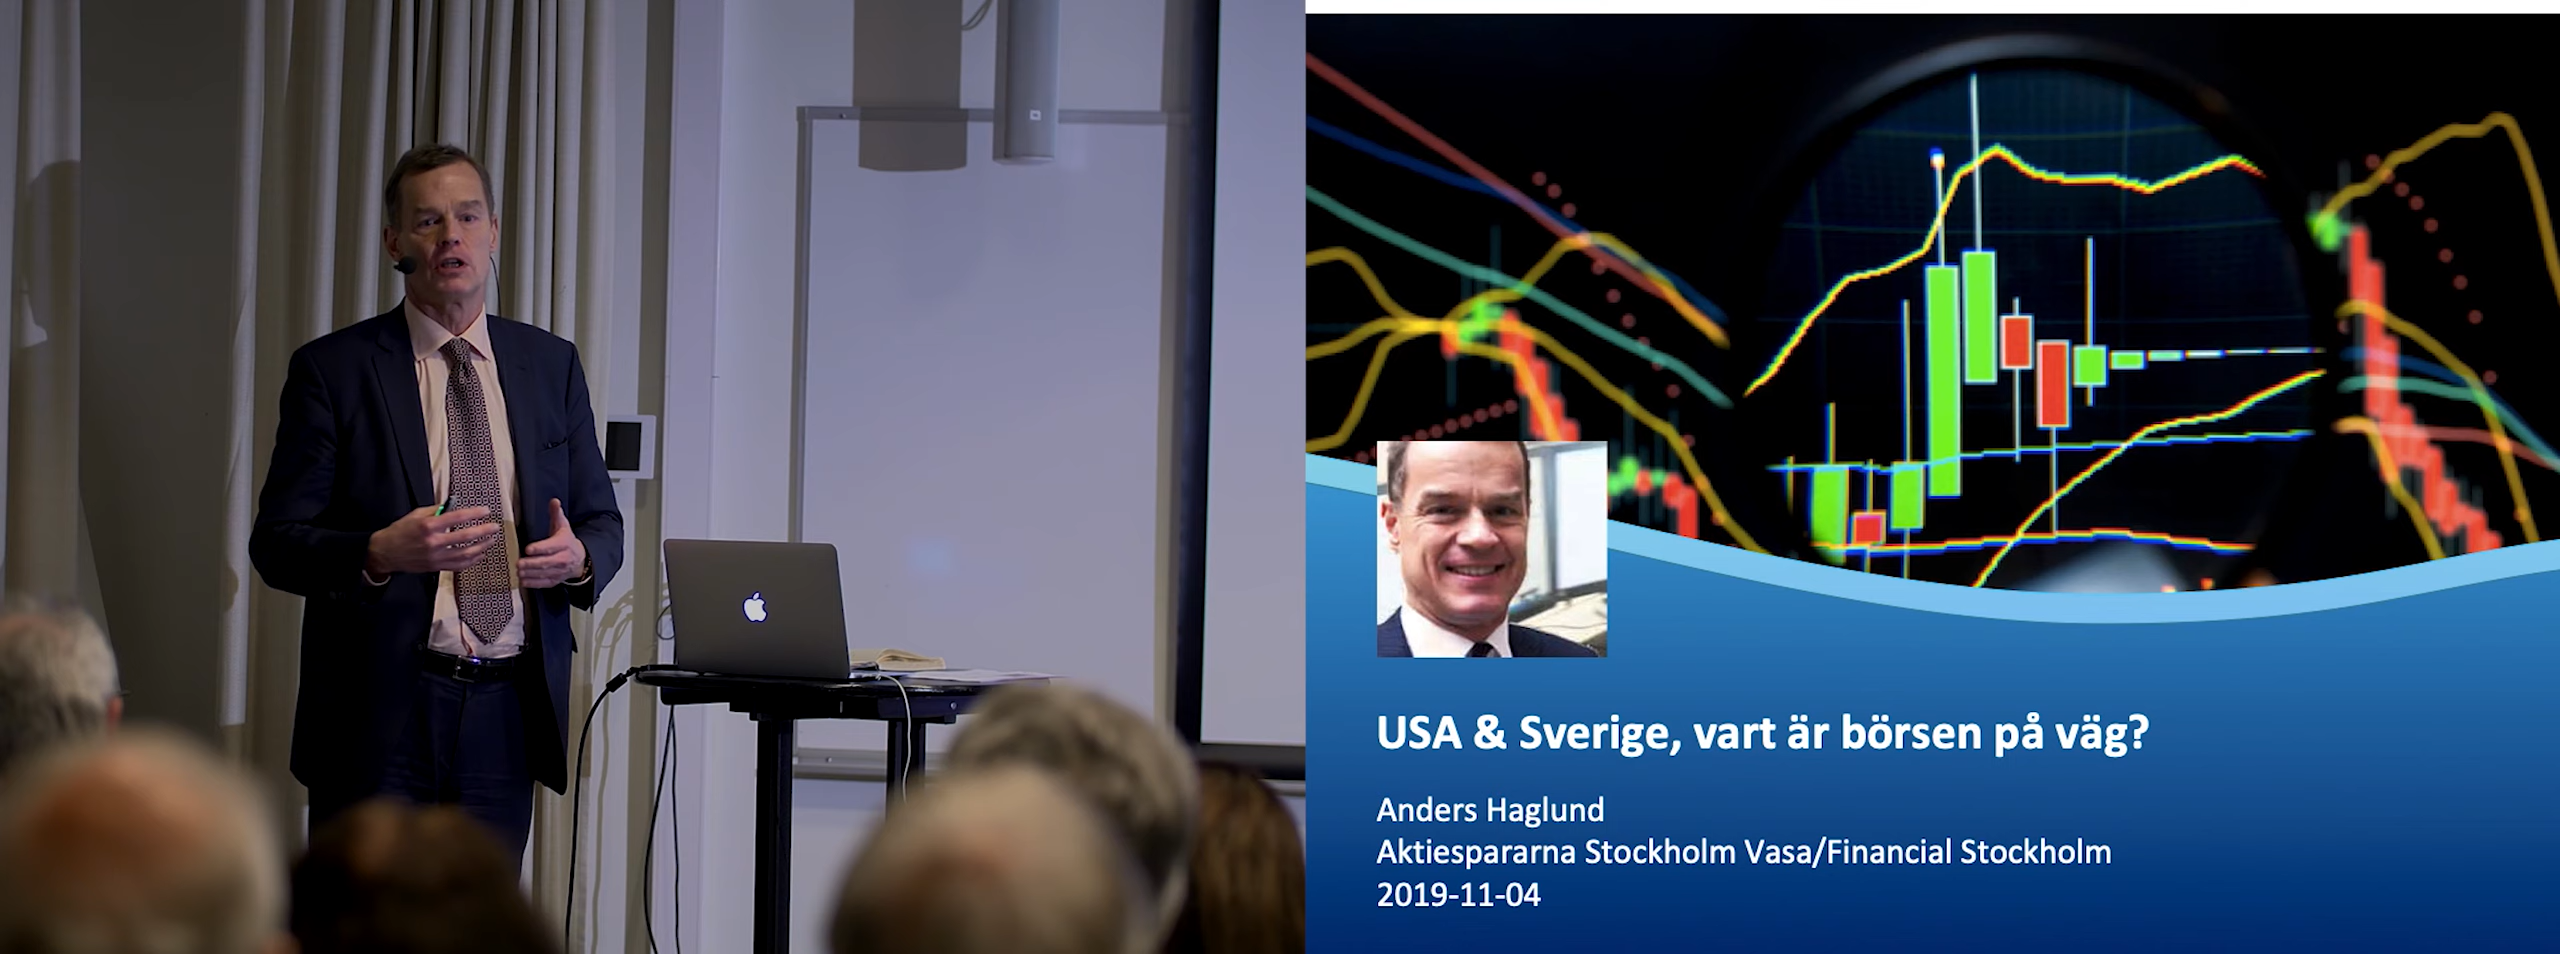 USA & Sverige, vart är börsen på väg?
Anders Haglund
Aktiespararna Stockholm Vasa/Financial Stockholm
2019-11-04